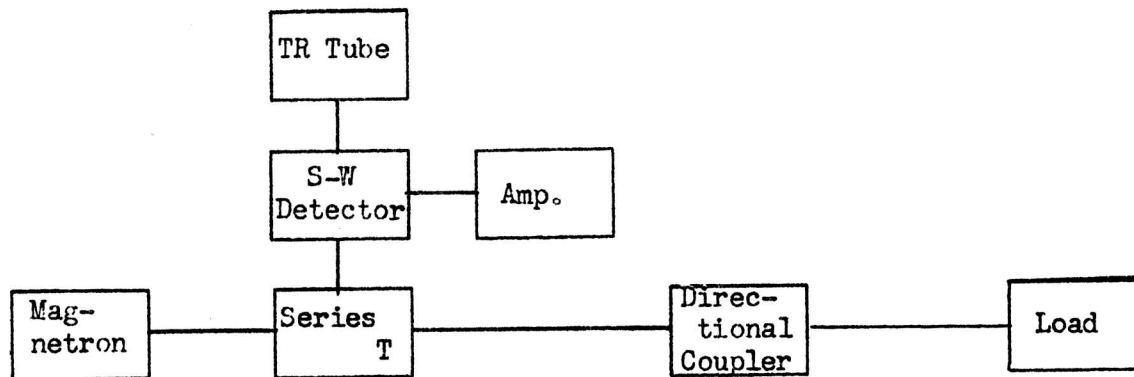 TR Tube
S-W
Detector
Amp.
Mag-
netron
Series
T
Direc-
tional
Coupler
Load